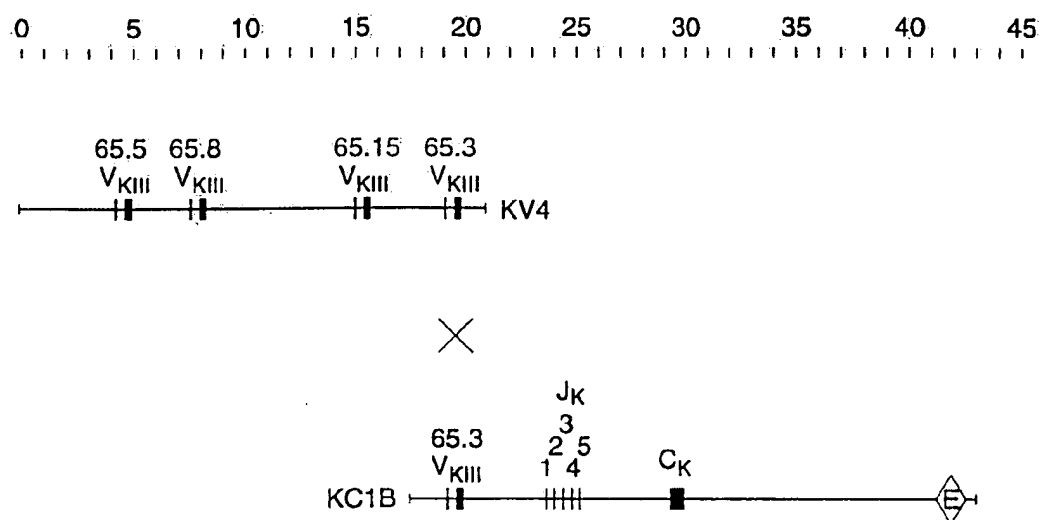 0 5 10 15 20 25 30 35 40 45
65.5 65.8 65.15 65.3
VKIII VKIII VKIII VKIII
KV4
JK
3
65.3 2 5
VKIII 1 4 CK
KC1B E